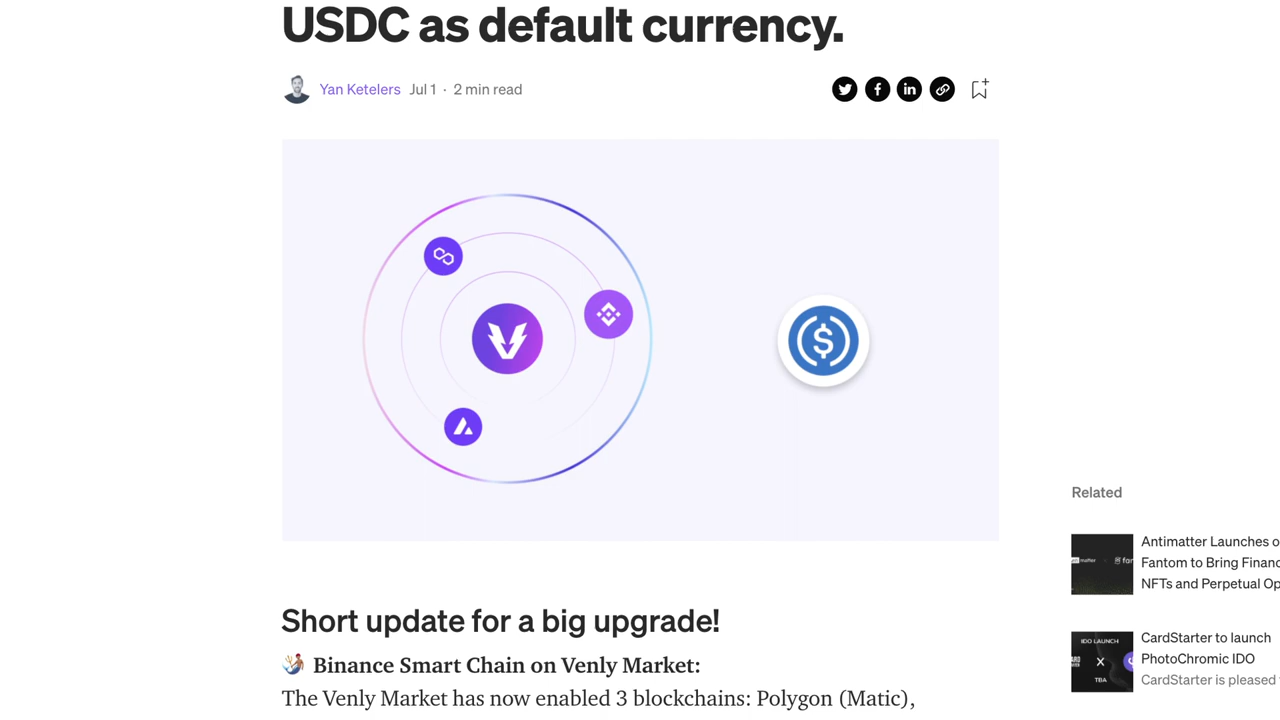 USDC as default currency.
Yan Ketelers Jul 1 · 2 min read
Short update for a big upgrade!
Binance Smart Chain on Venly Market:
The Venly Market has now enabled 3 blockchains: Polygon (Matic),
Related
Antimatter Launches o
Fantom to Bring Financ
NFTs and Perpetual Op
IDO LAUNCH
X
TBA
CardStarter to launch
PhotoChromic IDO
CardStarter is pleased